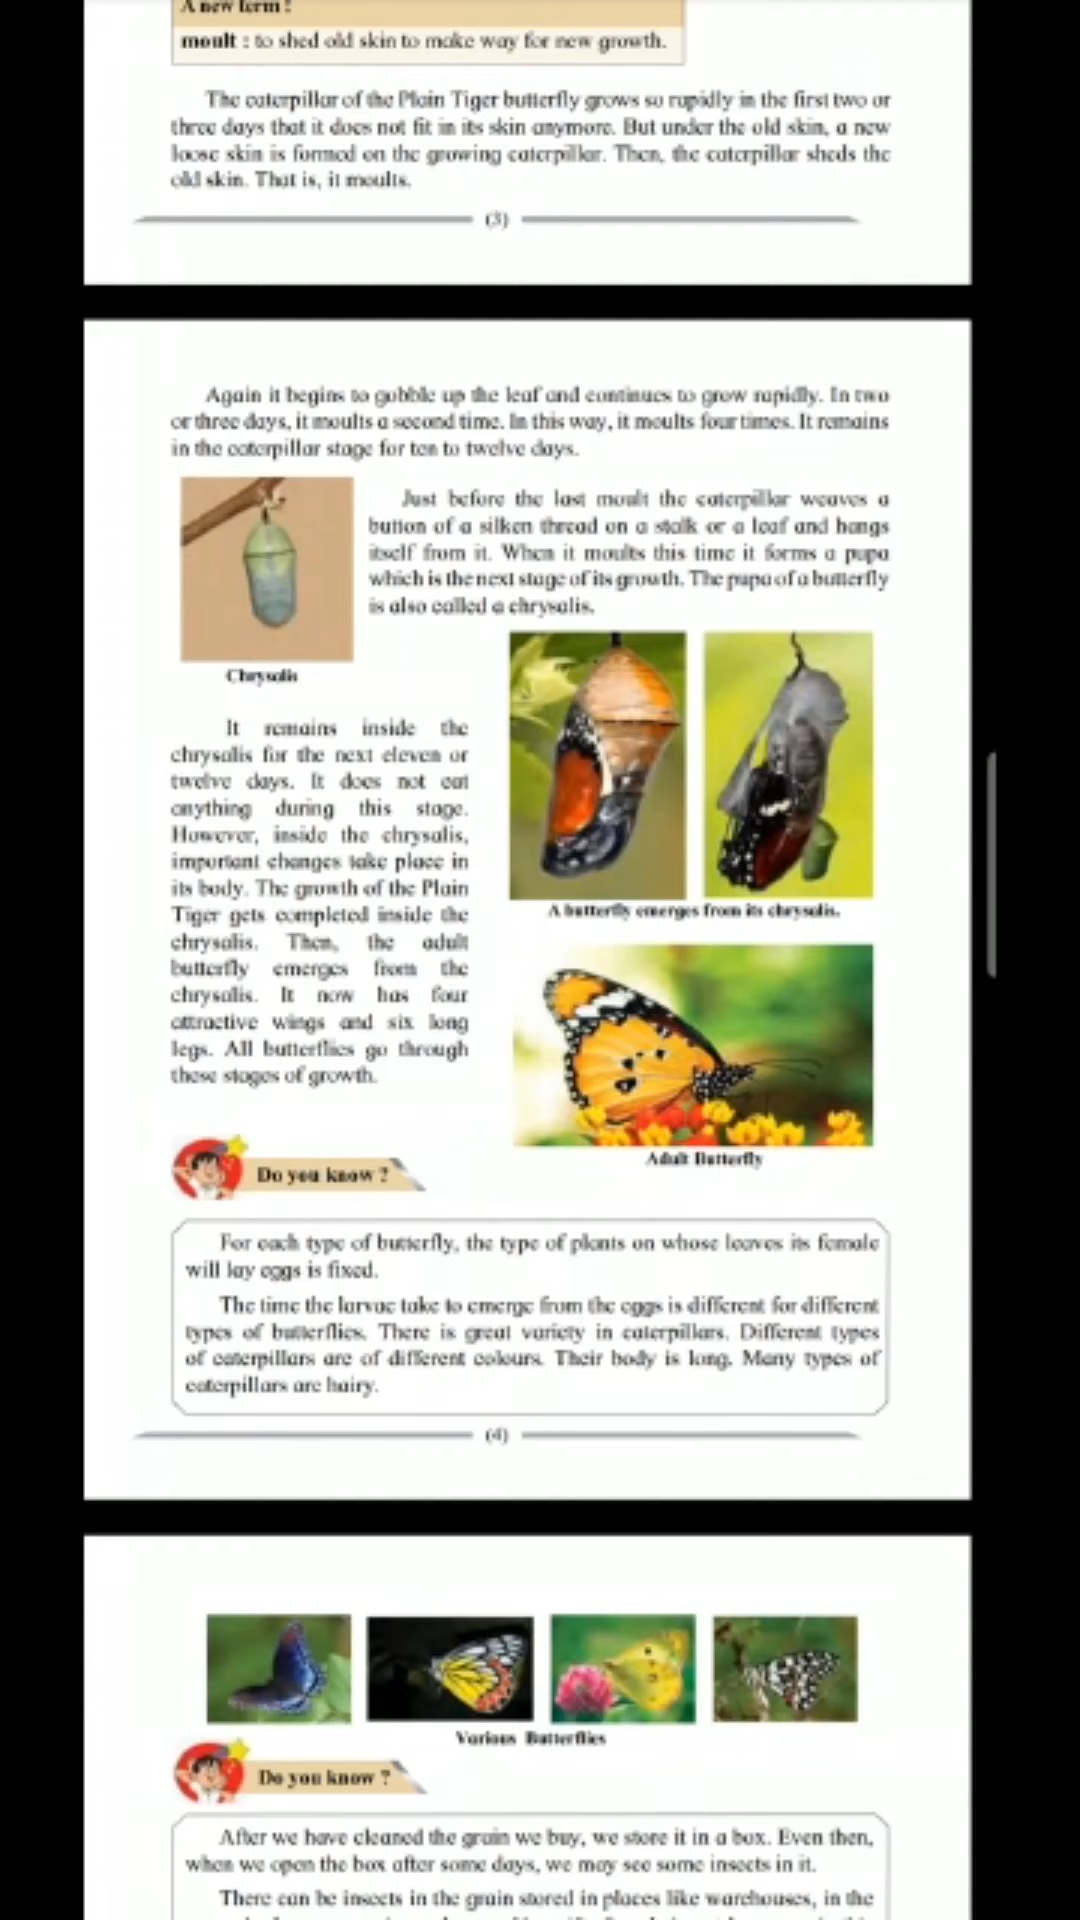 A new term :
moult : to shed old skin to make way for new growth.
The caterpillar of the Plain Tiger butterfly grows so rapidly in the first two or
three days that it does not fit in its skin anymore. But under the old skin, a new
loose skin is formed on the growing caterpillar. Then, the caterpillar sheds the
old skin. That is, it moults.
(3)
Again it begins to gobble up the leaf and continues to grow rapidly. In two
or three days, it moults a second time. In this way, it moults four times. It remains
in the caterpillar stage for ten to twelve days.
Just before the last moult the caterpillar weaves a
button of a silken thread on a stalk or a leaf and hangs
itself from it. When it moults this time it forms a pupa
which is the next stage of its growth. The pupa of a butterfly
is also called a chrysalis.
Chrysalis
It remains inside the
chrysalis for the next eleven or
twelve days. It does not eat
anything during this stage.
However, inside the chrysalis,
important changes take place in
its body. The growth of the Plain
Tiger gets completed inside the
chrysalis. Then, the adult
butterfly emerges from the
chrysalis. It now has four
attractive wings and six long
legs. All butterflies go through
these stages of growth.
A butterfly emerges from its chrysalis.
Adult Butterfly
Do you know ?
For each type of butterfly, the type of plants on whose leaves its female
will lay eggs is fixed.
The time the larvae take to emerge from the eggs is different for different
types of butterflies. There is great variety in caterpillars. Different types
of caterpillars are of different colours. Their body is long. Many types of
caterpillars are hairy.
(4)
Various Butterflies
Do you know ?
After we have cleaned the grain we buy, we store it in a box. Even then,
when we open the box after some days, we may see some insects in it.
There can be insects in the grain stored in places like warehouses, in the